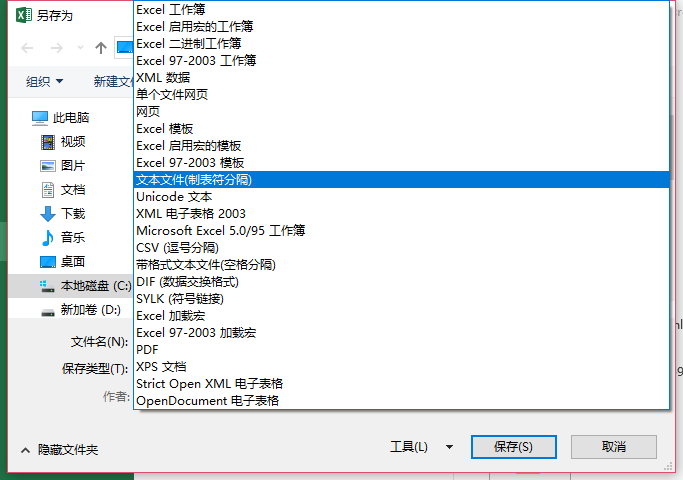 另存为
组织
新建文
此电脑
视频
图片
文档
下载
音乐
桌面
本地磁盘 (C:)
新加卷 (D:)
文件名(N):
保存类型(T):
作者:
Excel 工作簿
Excel 启用宏的工作簿
Excel 二进制工作簿
Excel 97-2003 工作簿
XML 数据
单个文件网页
网页
Excel 模板
Excel 启用宏的模板
Excel 97-2003 模板
文本文件(制表符分隔)
Unicode 文本
XML 电子表格 2003
Microsoft Excel 5.0/95 工作簿
CSV (逗号分隔)
带格式文本文件(空格分隔)
DIF (数据交换格式)
SYLK (符号链接)
Excel 加载宏
Excel 97-2003 加载宏
PDF
XPS 文档
Strict Open XML 电子表格
OpenDocument 电子表格
隐藏文件夹
工具(L)
保存(S)
取消